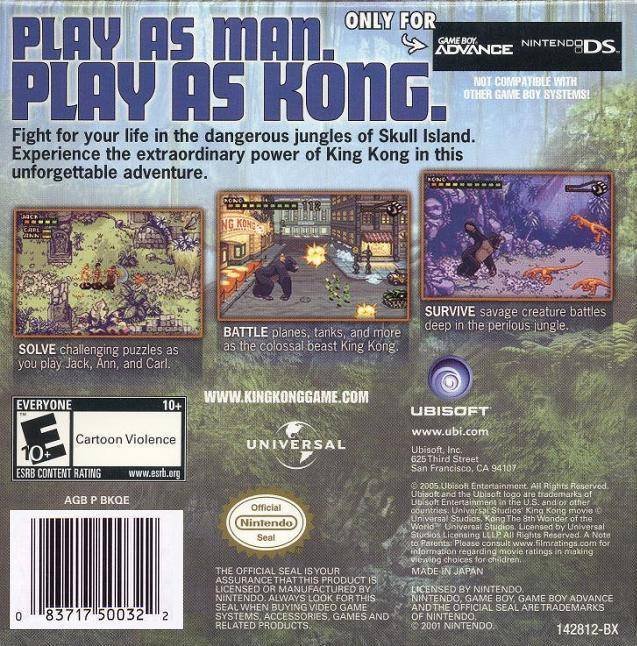 PLAY AS MAN.
PLAY AS KONG.
ONLY FOR
GAME BOY ADVANCE NINTENDO DS
NOT COMPATIBLE WITH
OTHER GAME BOY SYSTEMS!
Fight for your life in the dangerous jungles of Skull Island.
Experience the extraordinary power of King Kong in this
unforgettable adventure.
JACK
CARL
ANN
KONG
112
NG KONG
KONG
SOLVE challenging puzzles as
you play Jack, Ann, and Carl.
BATTLE planes, tanks, and more
as the colossal beast King Kong.
SURVIVE savage creature battles
deep in the perilous jungle.
EVERYONE 10+
E
10+
TM
Cartoon Violence
ESRB CONTENT RATING www.esrb.org
AGB P BKQE
0 83717 50032 2
WWW.KINGKONGGAME.COM
UNIVERSAL
Official
Nintendo
Seal
THE OFFICIAL SEAL IS YOUR
ASSURANCE THAT THIS PRODUCT IS
LICENSED OR MANUFACTURED BY
NINTENDO. ALWAYS LOOK FOR THIS
SEAL WHEN BUYING VIDEO GAME
SYSTEMS, ACCESSORIES, GAMES AND
RELATED PRODUCTS.
UBISOFT
www.ubi.com
Ubisoft, Inc.
625 Third Street
San Francisco, CA 94107
© 2005 Ubisoft Entertainment. All Rights Reserved.
Ubisoft and the Ubisoft logo are trademarks of
Ubisoft Entertainment in the U.S. and/or other
countries. Universal Studios' King Kong movie ©
Universal Studios. Kong The 8th Wonder of the
World™ Universal Studios. Licensed by Universal
Studios Licensing LLLP. All Rights Reserved. A Note
to Parents: Please consult www.filmratings.com for
information regarding movie ratings in making
viewing choices for children.
MADE IN JAPAN
LICENSED BY NINTENDO.
NINTENDO, GAME BOY, GAME BOY ADVANCE
AND THE OFFICIAL SEAL ARE TRADEMARKS
OF NINTENDO.
© 2001 NINTENDO.
142812-BX